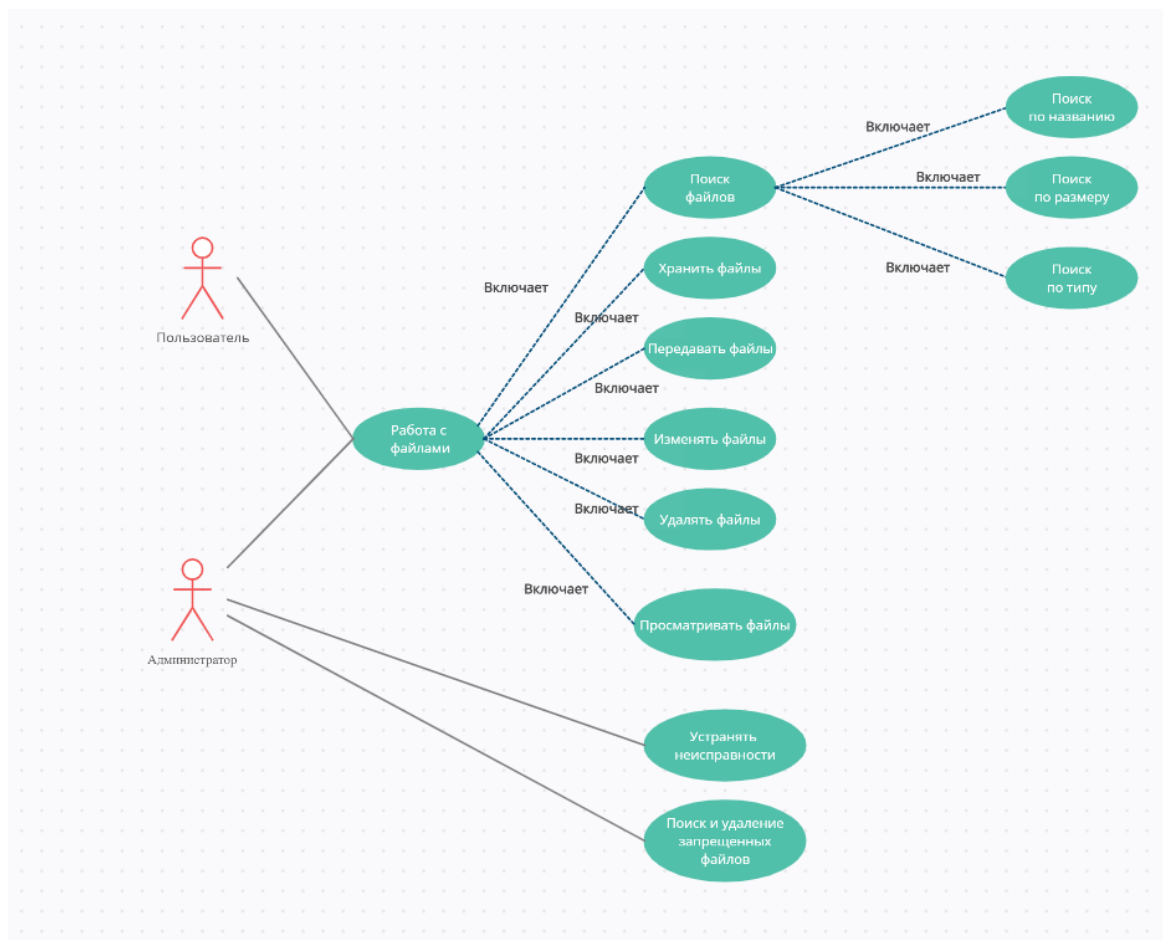 Поиск
по названию
Включает
Поиск
файлов
Включает
Поиск
по размеру
Включает
Поиск
по типу
Хранить файлы
Включает
Включает
Пользователь
Передавать файлы
Включает
Работа с
файлами
Изменять файлы
Включает
Включает
Удалять файлы
Включает
Просматривать файлы
Администратор
Устранять
неисправности
Поиск и удаление
запрещенных
файлов